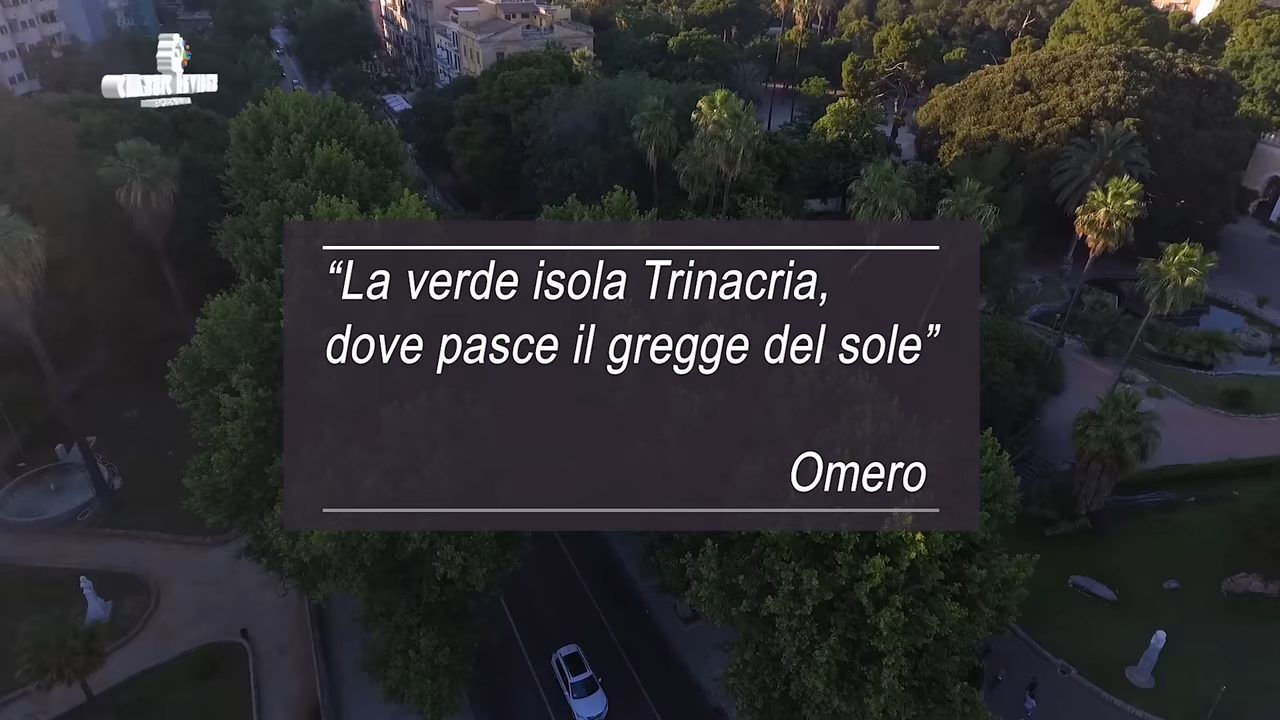 “La verde isola Trinacria,
dove pasce il gregge del sole”
Omero